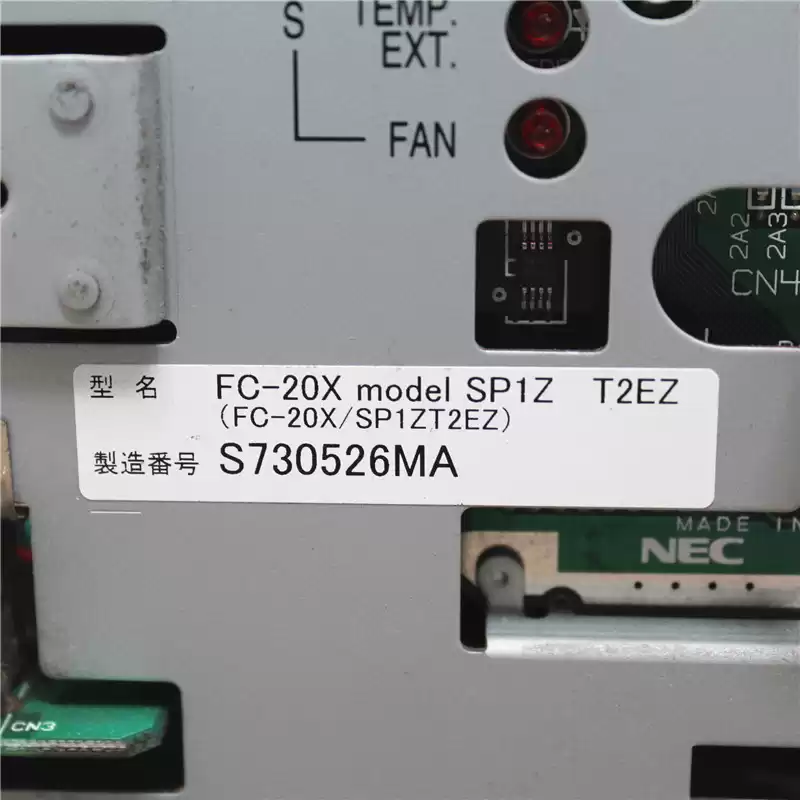 S
TEMP.
EXT.
FAN
2A2
2A3
CN4
型名 FC-20X model SP1Z T2EZ
(FC-20X/SP1ZT2EZ)
製造番号 S730526MA
MADE IN
NEC
CN3